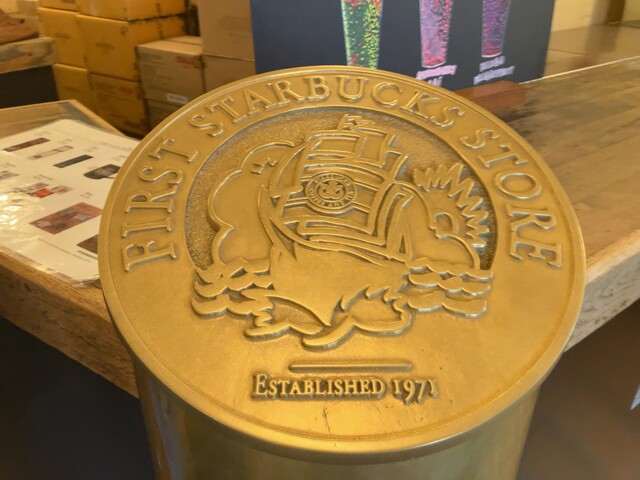 FIRST STARBUCKS STORE
ESTABLISHED 1971